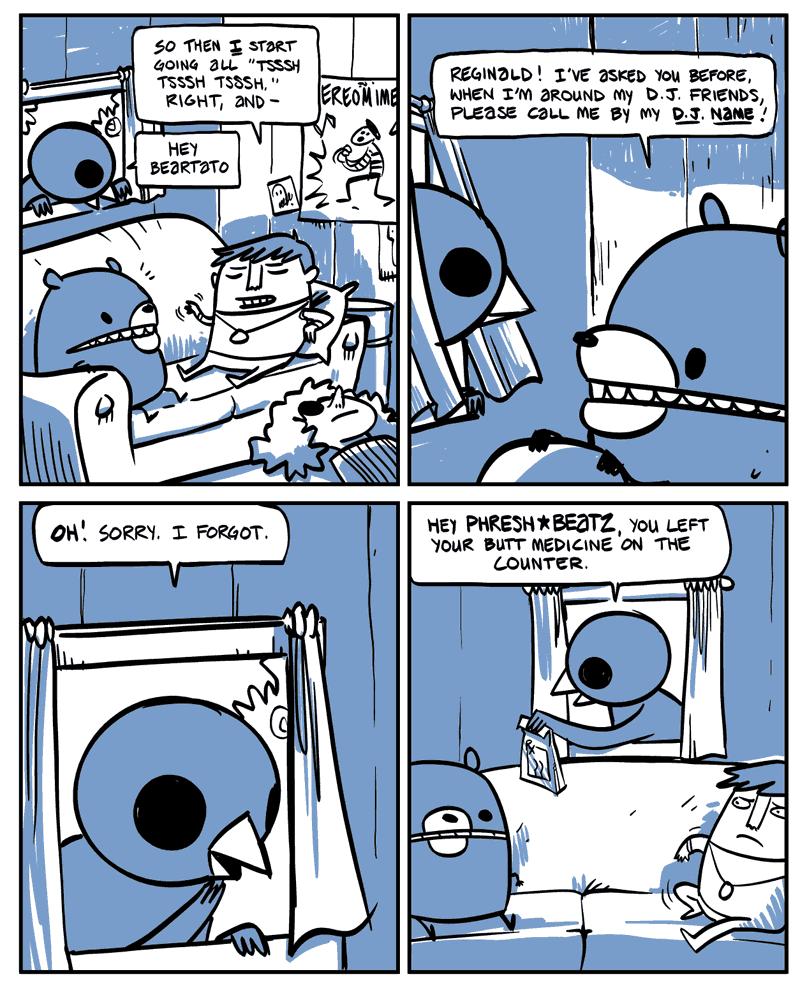 SO THEN I START
GOING ALL "TSSSH
TSSSH TSSSH,"
RIGHT, AND -
EREOMIME
HEY
BEARTATO
REGINALD! I'VE ASKED YOU BEFORE,
WHEN I'M AROUND MY D.J. FRIENDS,
PLEASE CALL ME BY MY D.J. NAME!
OH! SORRY. I FORGOT.
HEY PHRESH★BEATZ, YOU LEFT
YOUR BUTT MEDICINE ON THE
COUNTER.